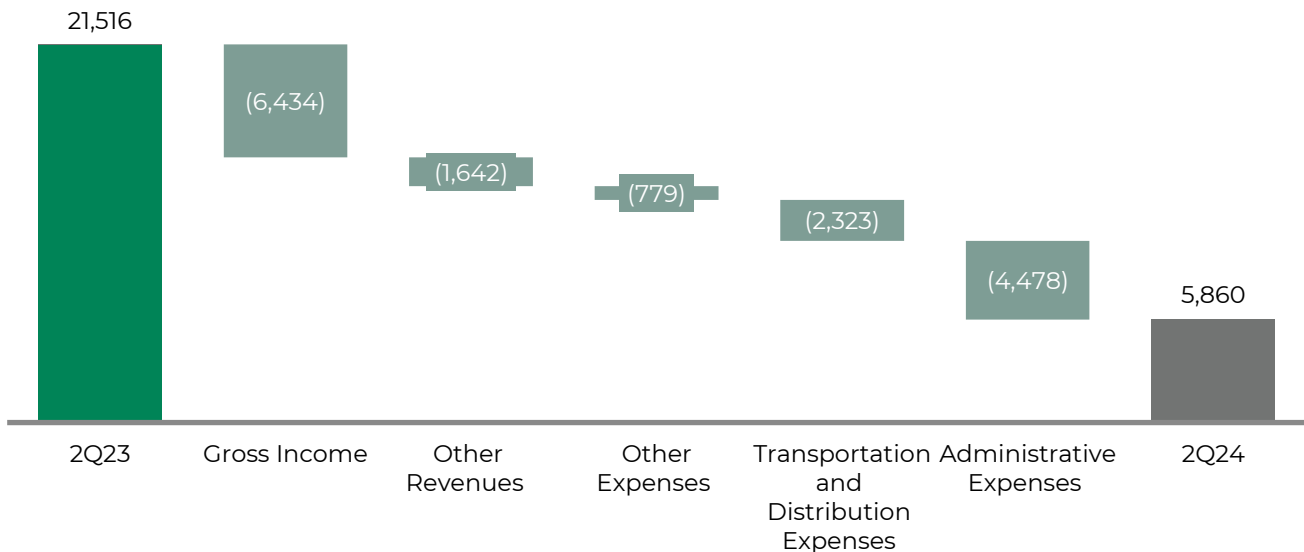 21,516
(6,434)
(1,642)
(779)
(2,323)
(4,478)
5,860
2Q23
Gross Income
Other
Revenues
Other
Expenses
Transportation
and
Distribution
Expenses
Administrative
Expenses
2Q24